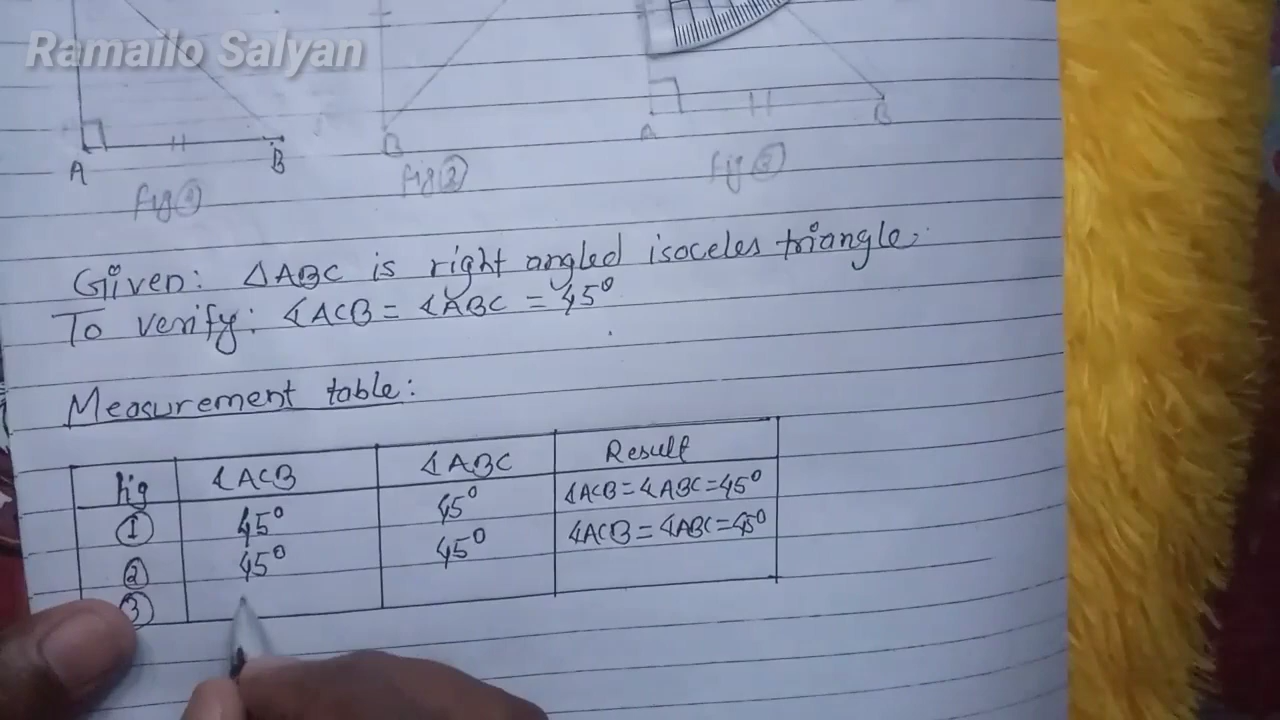 Ramailo Salyan
A B B A B
fig ① fig ② fig ③
Given: △ABC is right angled isoceles triangle.
To verify: ∡ACB = ∡ABC = 45°
Measurement table:
fig ∡ACB ∡ABC Result
① 45° 45° ∡ACB = ∡ABC = 45°
② 45° 45° ∡ACB = ∡ABC = 45°
③